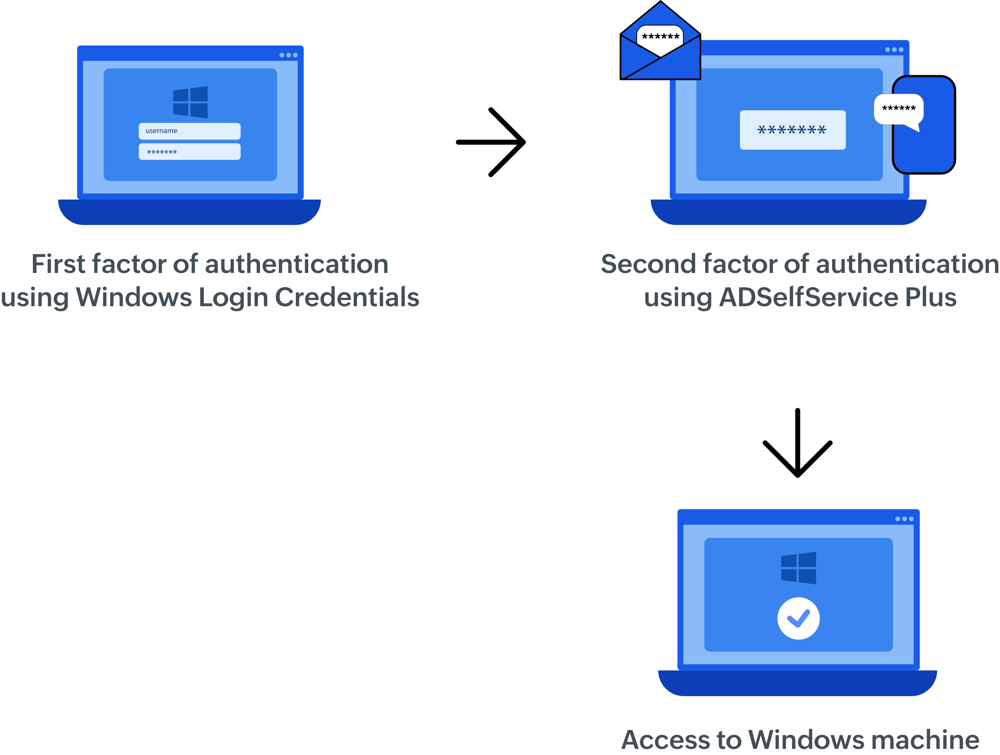 username
*******
First factor of authentication
using Windows Login Credentials
******
*******
******
Second factor of authentication
using ADSelfService Plus
Access to Windows machine